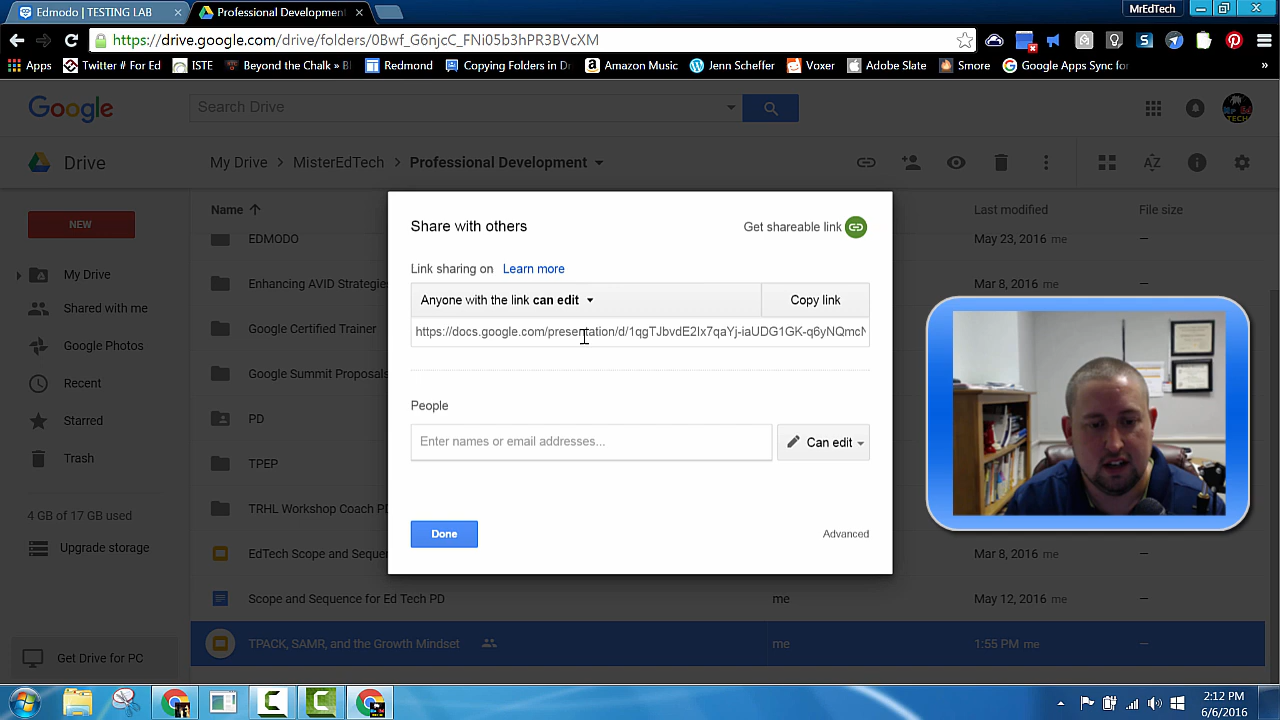 Edmodo | TESTING LAB
Professional Development
MrEdTech
https://drive.google.com/drive/folders/0Bwf_G6njcC_FNi05b3hPR3BVcXM
Apps
Twitter # For Ed
ISTE
Beyond the Chalk » Bl
Redmond
Copying Folders in Dr
Amazon Music
Jenn Scheffer
Voxer
Adobe Slate
Smore
Google Apps Sync for
»
Google
Search Drive
Drive
My Drive > MisterEdTech > Professional Development
NEW
My Drive
Shared with me
Google Photos
Recent
Starred
Trash
4 GB of 17 GB used
Upgrade storage
Get Drive for PC
Name
Last modified
File size
EDMODO
May 23, 2016 me
—
Enhancing AVID Strategie
Mar 8, 2016 me
—
Google Certified Trainer
Google Summit Proposals
PD
TPEP
TRHL Workshop Coach PD
EdTech Scope and Sequen
Mar 8, 2016 me
—
Scope and Sequence for Ed Tech PD
me
May 12, 2016 me
—
TPACK, SAMR, and the Growth Mindset
me
1:55 PM me
—
Share with others
Get shareable link
Link sharing on Learn more
Anyone with the link can edit
Copy link
https://docs.google.com/presentation/d/1qgTJbvdE2Ix7qaYj-iaUDG1GK-q6yNQmcN
People
Enter names or email addresses...
Can edit
Done
Advanced
2:12 PM
6/6/2016